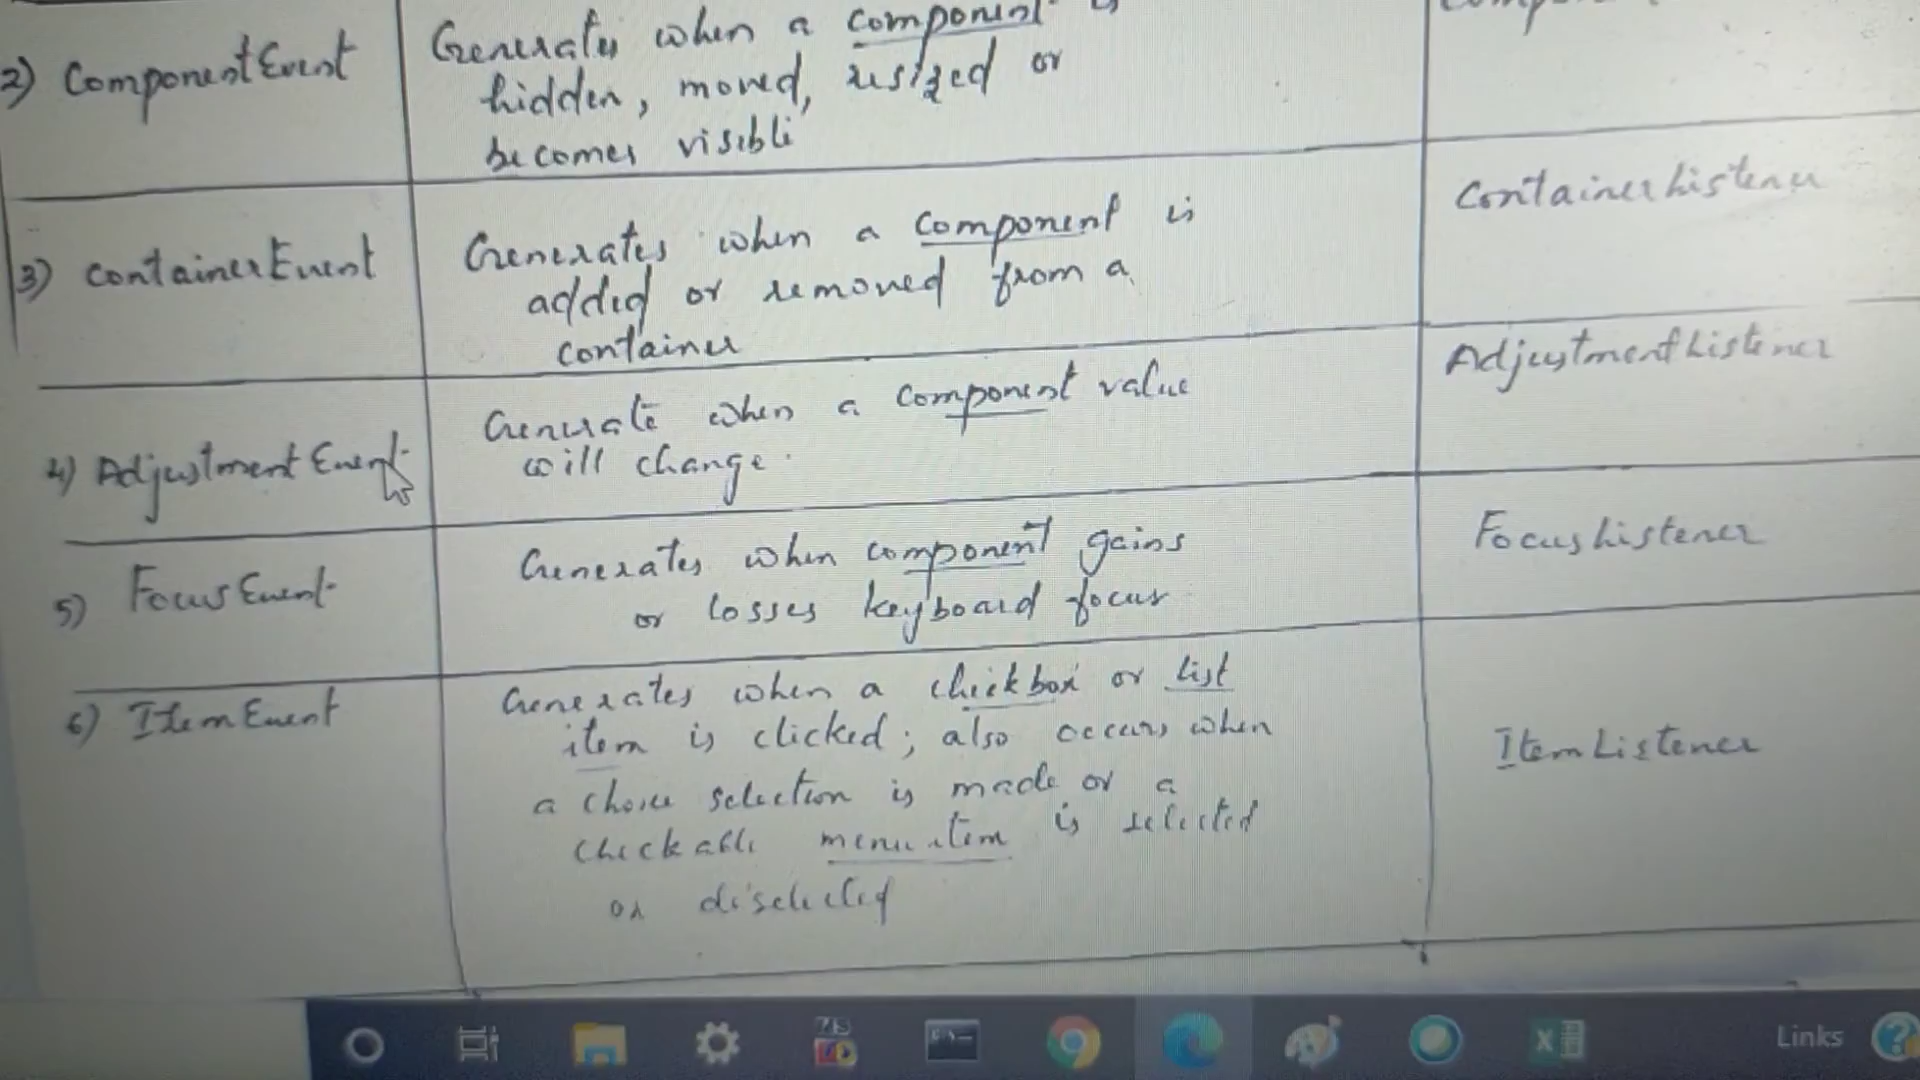 2) ComponentEvent
Generates when a component is
hidden, moved, resized or
becomes visible
3) ContainerEvent
Generates when a component is
added or removed from a
container
ContainerListener
4) AdjustmentEvent
Generate when a component value
will change.
AdjustmentListener
5) FocusEvent
Generates when component gains
or losses keyboard focus
FocusListener
6) ItemEvent
Generates when a checkbox or list
item is clicked; also occurs when
a choice selection is made or a
checkable menu item is selected
or diselected
ItemListener
Links